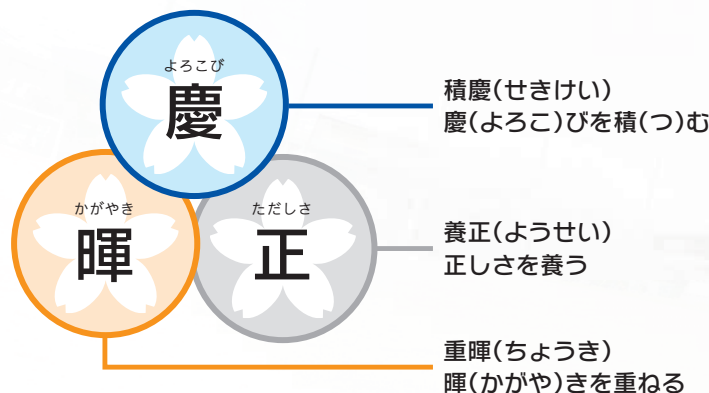 よろこび
慶
積慶(せきけい)
慶(よろこ)びを積(つ)む
かがやき
暉
ただしさ
正
養正(ようせい)
正しさを養う
重暉(ちょうき)
暉(かがや)きを重ねる